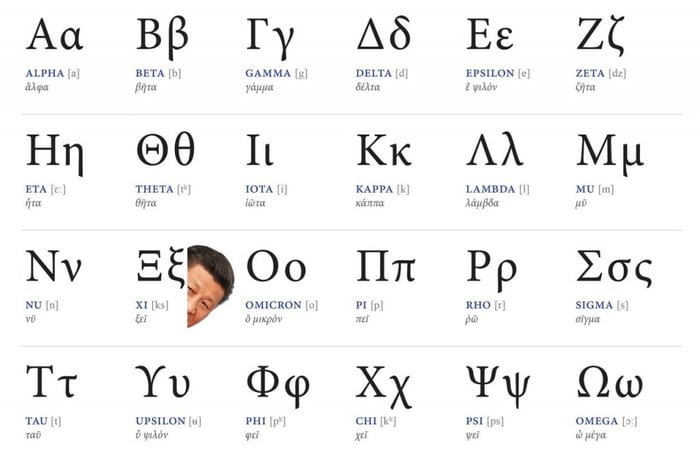 Αα Ββ Γγ Δδ Εε Ζζ
ALPHA [a] BETA [b] GAMMA [g] DELTA [d] EPSILON [e] ZETA [dz]
ἄλφα βῆτα γάμμα δέλτα ἒ ψιλόν ζῆτα
Ηη Θθ Ιι Κκ Λλ Μμ
ETA [ɛː] THETA [tʰ] IOTA [i] KAPPA [k] LAMBDA [l] MU [m]
ἦτα θῆτα ἰῶτα κάππα λάμβδα μῦ
Νν Ξξ Οο Ππ Ρρ Σσς
NU [n] XI [ks] OMICRON [o] PI [p] RHO [r] SIGMA [s]
νῦ ξεῖ ὂ μικρόν πεῖ ῥῶ σῖγμα
Ττ Υυ Φφ Χχ Ψψ Ωω
TAU [t] UPSILON [u] PHI [pʰ] CHI [kʰ] PSI [ps] OMEGA [ɔː]
ταῦ ὖ ψιλόν φεῖ χεῖ ψεῖ ὦ μέγα